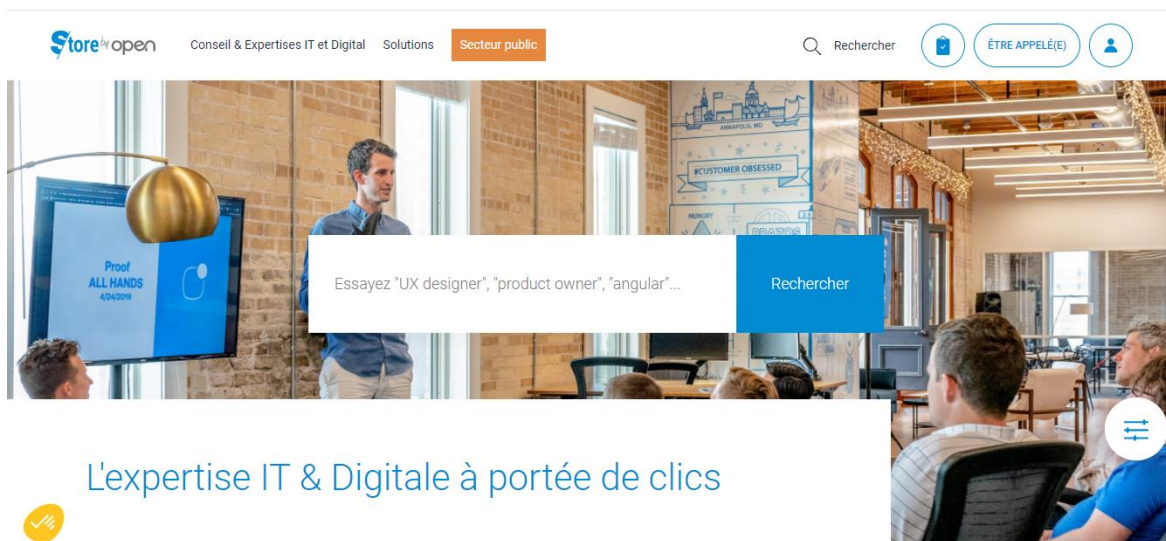 Store by open
Conseil & Expertises IT et Digital
Solutions
Secteur public
Rechercher
ÊTRE APPELÉ(E)
ANNAPOLIS, MD
#CUSTOMER OBSESSED
HUNGRY
BRAZOS
Proof
ALL HANDS
4/24/2019
Essayez "UX designer", "product owner", "angular"...
Rechercher
L'expertise IT & Digitale à portée de clics